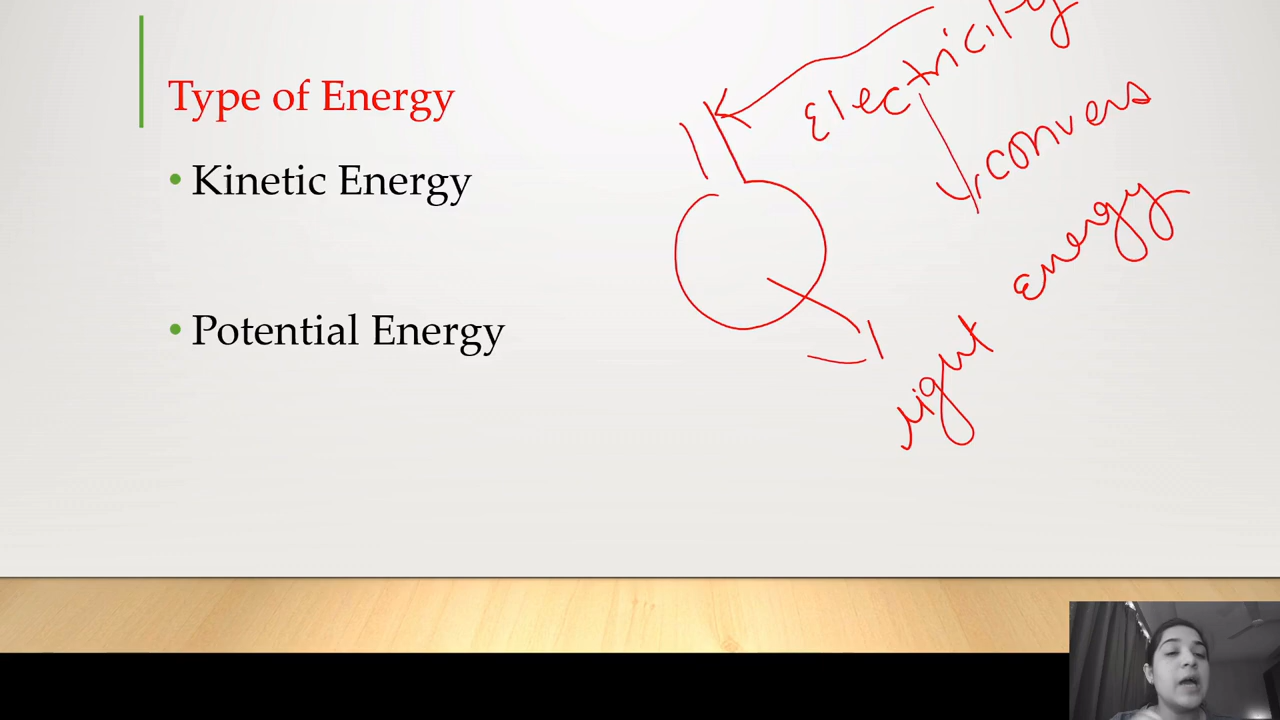 Type of Energy
• Kinetic Energy
• Potential Energy
Electricity
convers
light energy